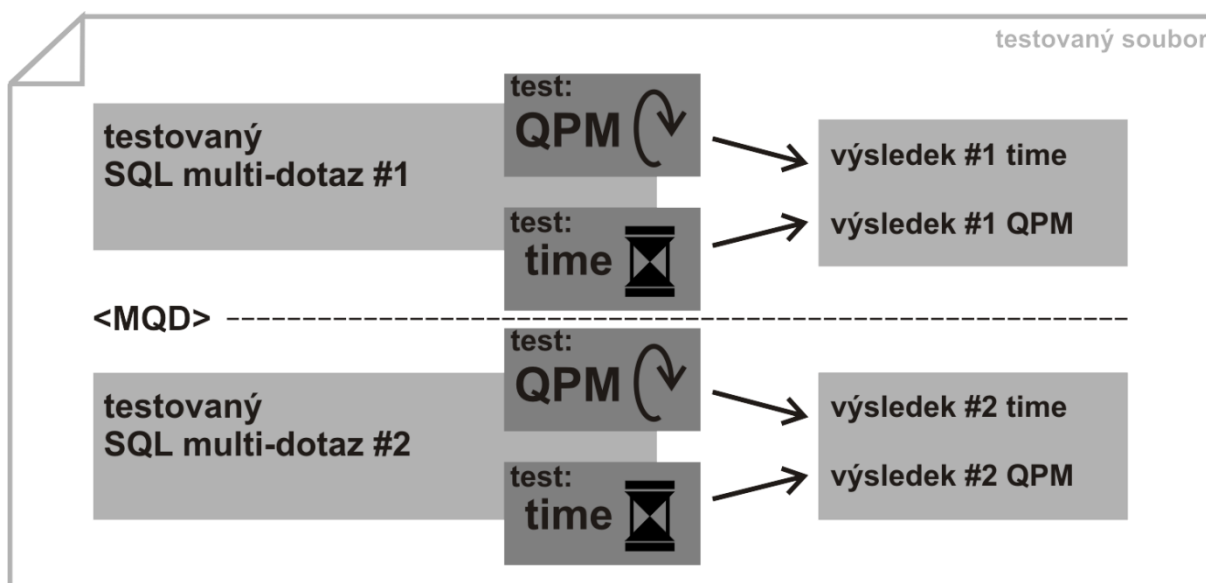 testovaný soubor
testovaný
SQL multi-dotaz #1
test:
QPM
test:
time
výsledek #1 time
výsledek #1 QPM
<MQD>
testovaný
SQL multi-dotaz #2
test:
QPM
test:
time
výsledek #2 time
výsledek #2 QPM